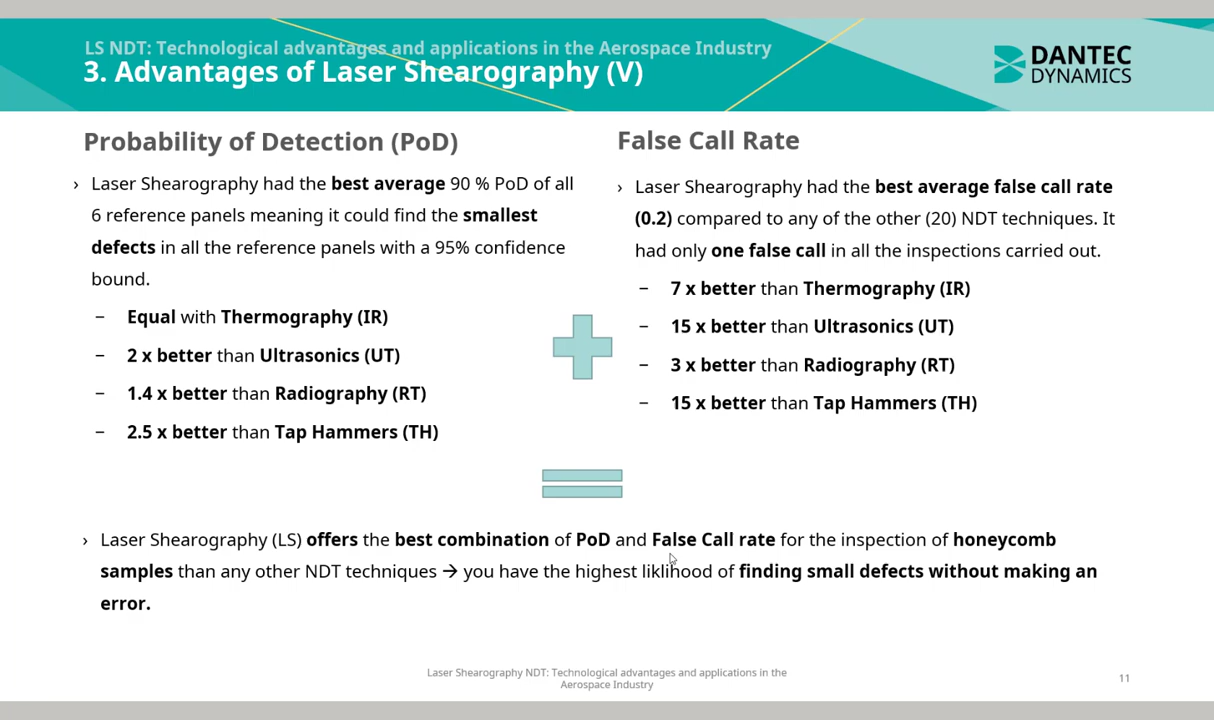 LS NDT: Technological advantages and applications in the Aerospace Industry
3. Advantages of Laser Shearography (V)
DANTEC
DYNAMICS
Probability of Detection (PoD)
› Laser Shearography had the best average 90 % PoD of all
6 reference panels meaning it could find the smallest
defects in all the reference panels with a 95% confidence
bound.
– Equal with Thermography (IR)
– 2 x better than Ultrasonics (UT)
– 1.4 x better than Radiography (RT)
– 2.5 x better than Tap Hammers (TH)
False Call Rate
› Laser Shearography had the best average false call rate
(0.2) compared to any of the other (20) NDT techniques. It
had only one false call in all the inspections carried out.
– 7 x better than Thermography (IR)
– 15 x better than Ultrasonics (UT)
– 3 x better than Radiography (RT)
– 15 x better than Tap Hammers (TH)
› Laser Shearography (LS) offers the best combination of PoD and False Call rate for the inspection of honeycomb
samples than any other NDT techniques → you have the highest liklihood of finding small defects without making an
error.
Laser Shearography NDT: Technological advantages and applications in the
Aerospace Industry
11